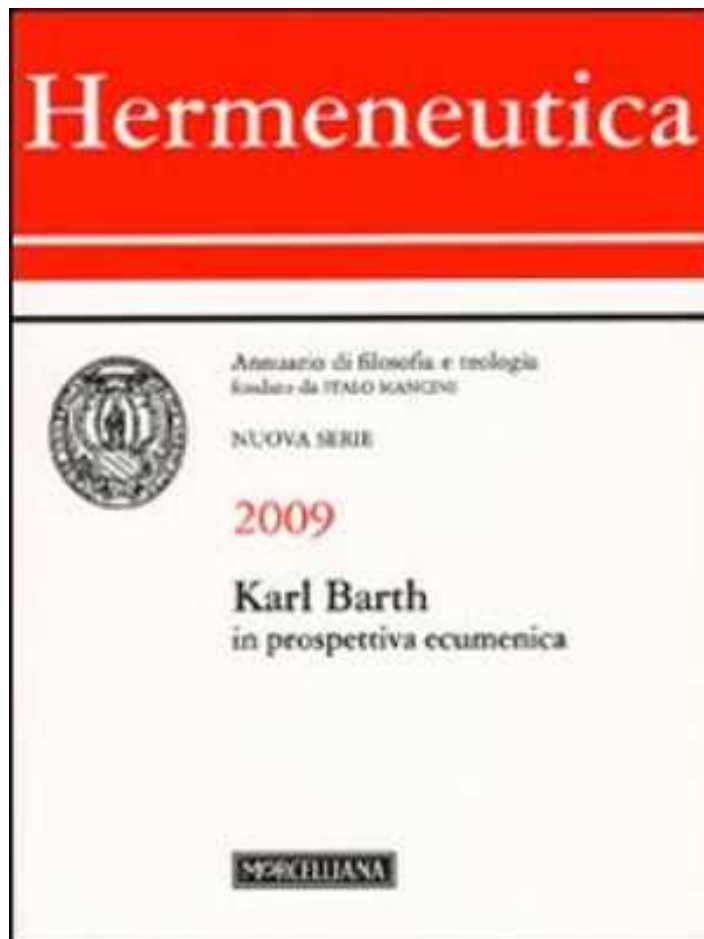 Hermeneutica
Annuario di filosofia e teologia
fondato da ITALO MANCINI
NUOVA SERIE
2009
Karl Barth
in prospettiva ecumenica
MORCELLIANA